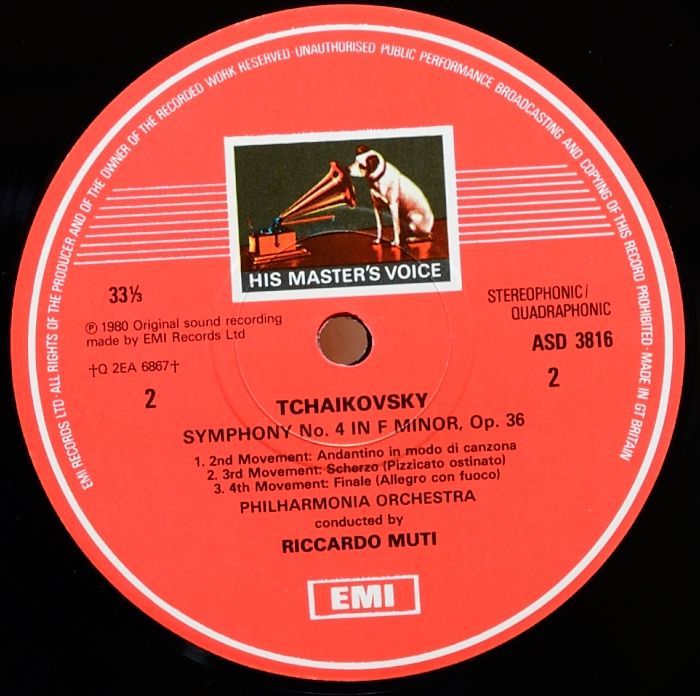 EMI RECORDS LTD · ALL RIGHTS OF THE PRODUCER AND OF THE OWNER OF THE RECORDED WORK RESERVED · UNAUTHORISED PUBLIC PERFORMANCE BROADCASTING AND COPYING OF THIS RECORD PROHIBITED · MADE IN GT BRITAIN
HIS MASTER'S VOICE
33⅓
℗ 1980 Original sound recording
made by EMI Records Ltd
†Q 2EA 6867†
2
STEREOPHONIC/
QUADRAPHONIC
ASD 3816
2
TCHAIKOVSKY
SYMPHONY No. 4 IN F MINOR, Op. 36
1. 2nd Movement: Andantino in modo di canzona
2. 3rd Movement: Scherzo (Pizzicato ostinato)
3. 4th Movement: Finale (Allegro con fuoco)
PHILHARMONIA ORCHESTRA
conducted by
RICCARDO MUTI
EMI